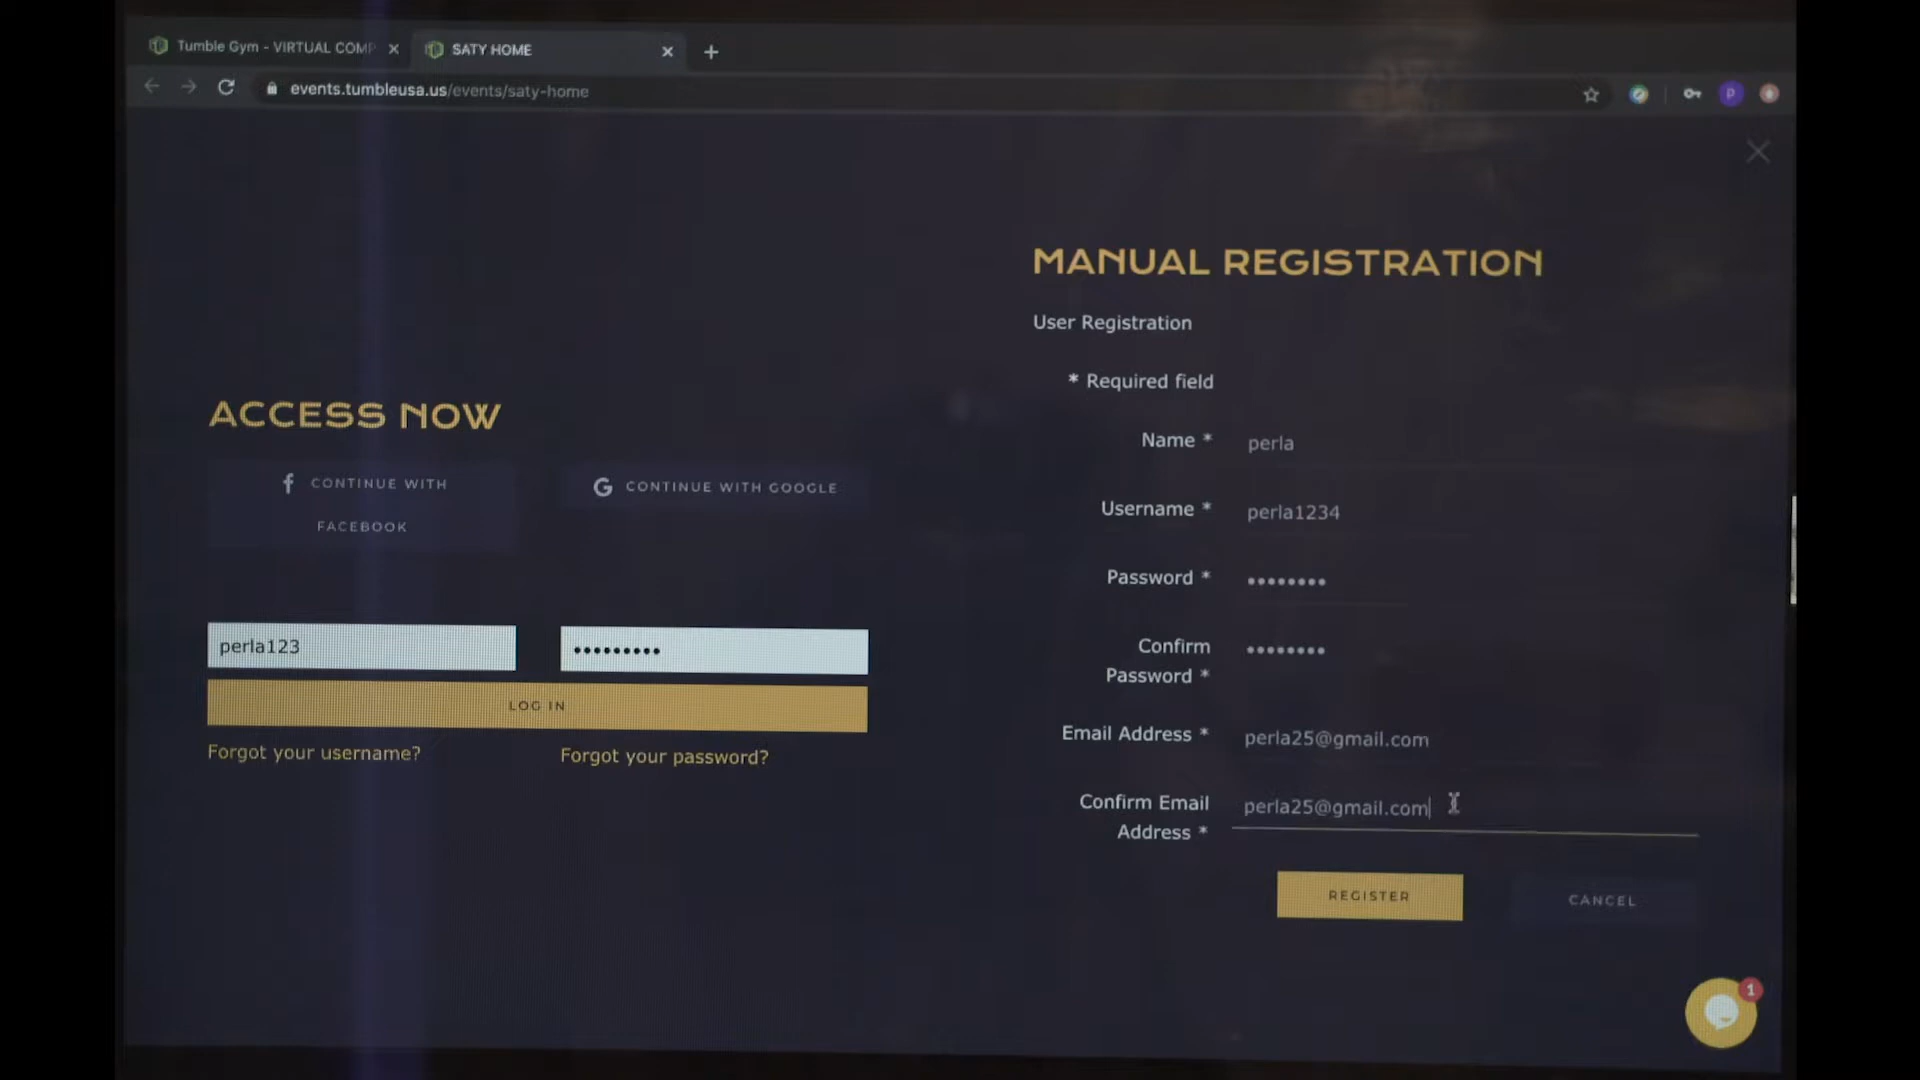 Tumble Gym - VIRTUAL COMP
SATY HOME
events.tumbleusa.us/events/saty-home
P
MANUAL REGISTRATION
User Registration
* Required field
Name * perla
Username * perla1234
Password * ••••••••
Confirm Password * ••••••••
Email Address * perla25@gmail.com
Confirm Email Address * perla25@gmail.com
REGISTER
CANCEL
ACCESS NOW
CONTINUE WITH FACEBOOK
G CONTINUE WITH GOOGLE
perla123
•••••••••
LOG IN
Forgot your username?
Forgot your password?
1